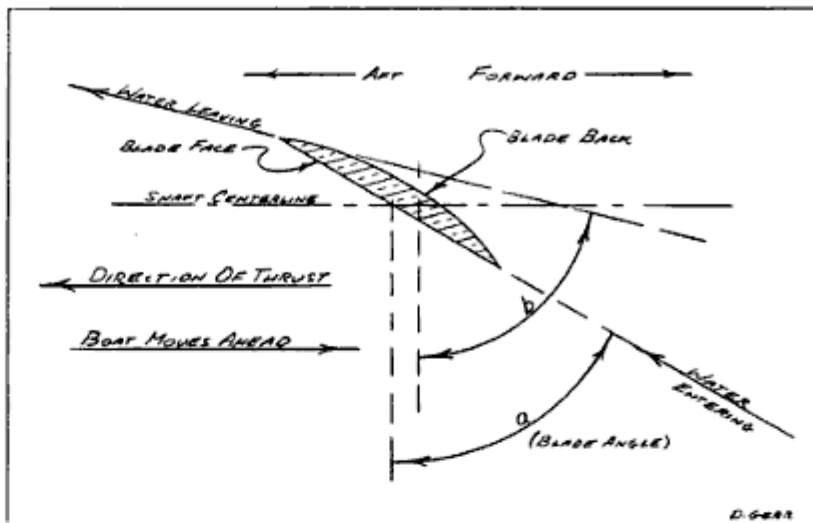 AFT FORWARD
WATER LEAVING
BLADE FACE
BLADE BACK
SHAFT CENTERLINE
DIRECTION OF THRUST
b
BOAT MOVES AHEAD
WATER
ENTERING
a
(BLADE ANGLE)
D. GERR